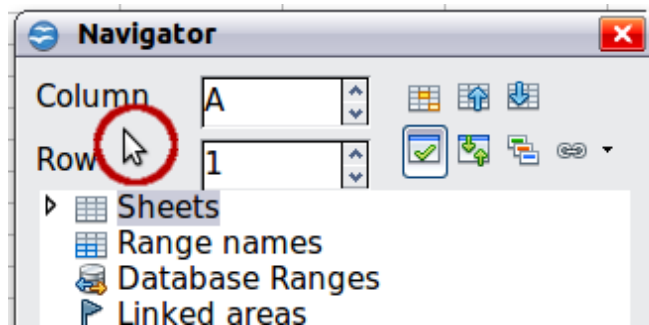 Navigator
Column A
Row 1
Sheets
Range names
Database Ranges
Linked areas